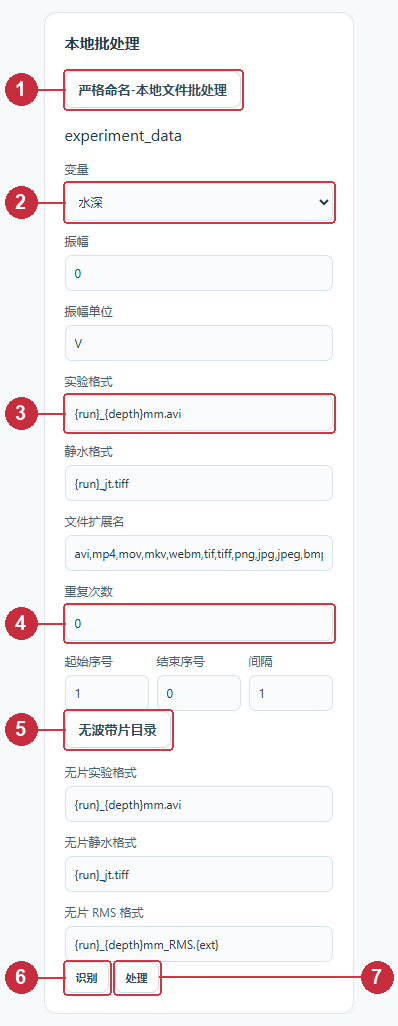 本地批处理
1 严格命名-本地文件批处理
experiment_data
变量
2 水深
振幅
0
振幅单位
V
实验格式
3 {run}_{depth}mm.avi
静水格式
{run}_jt.tiff
文件扩展名
avi,mp4,mov,mkv,webm,tif,tiff,png,jpg,jpeg,bmp
重复次数
4 0
起始序号 结束序号 间隔
1 0 1
5 无波带片目录
无片实验格式
{run}_{depth}mm.avi
无片静水格式
{run}_jt.tiff
无片 RMS 格式
{run}_{depth}mm_RMS.{ext}
6 识别 处理 7